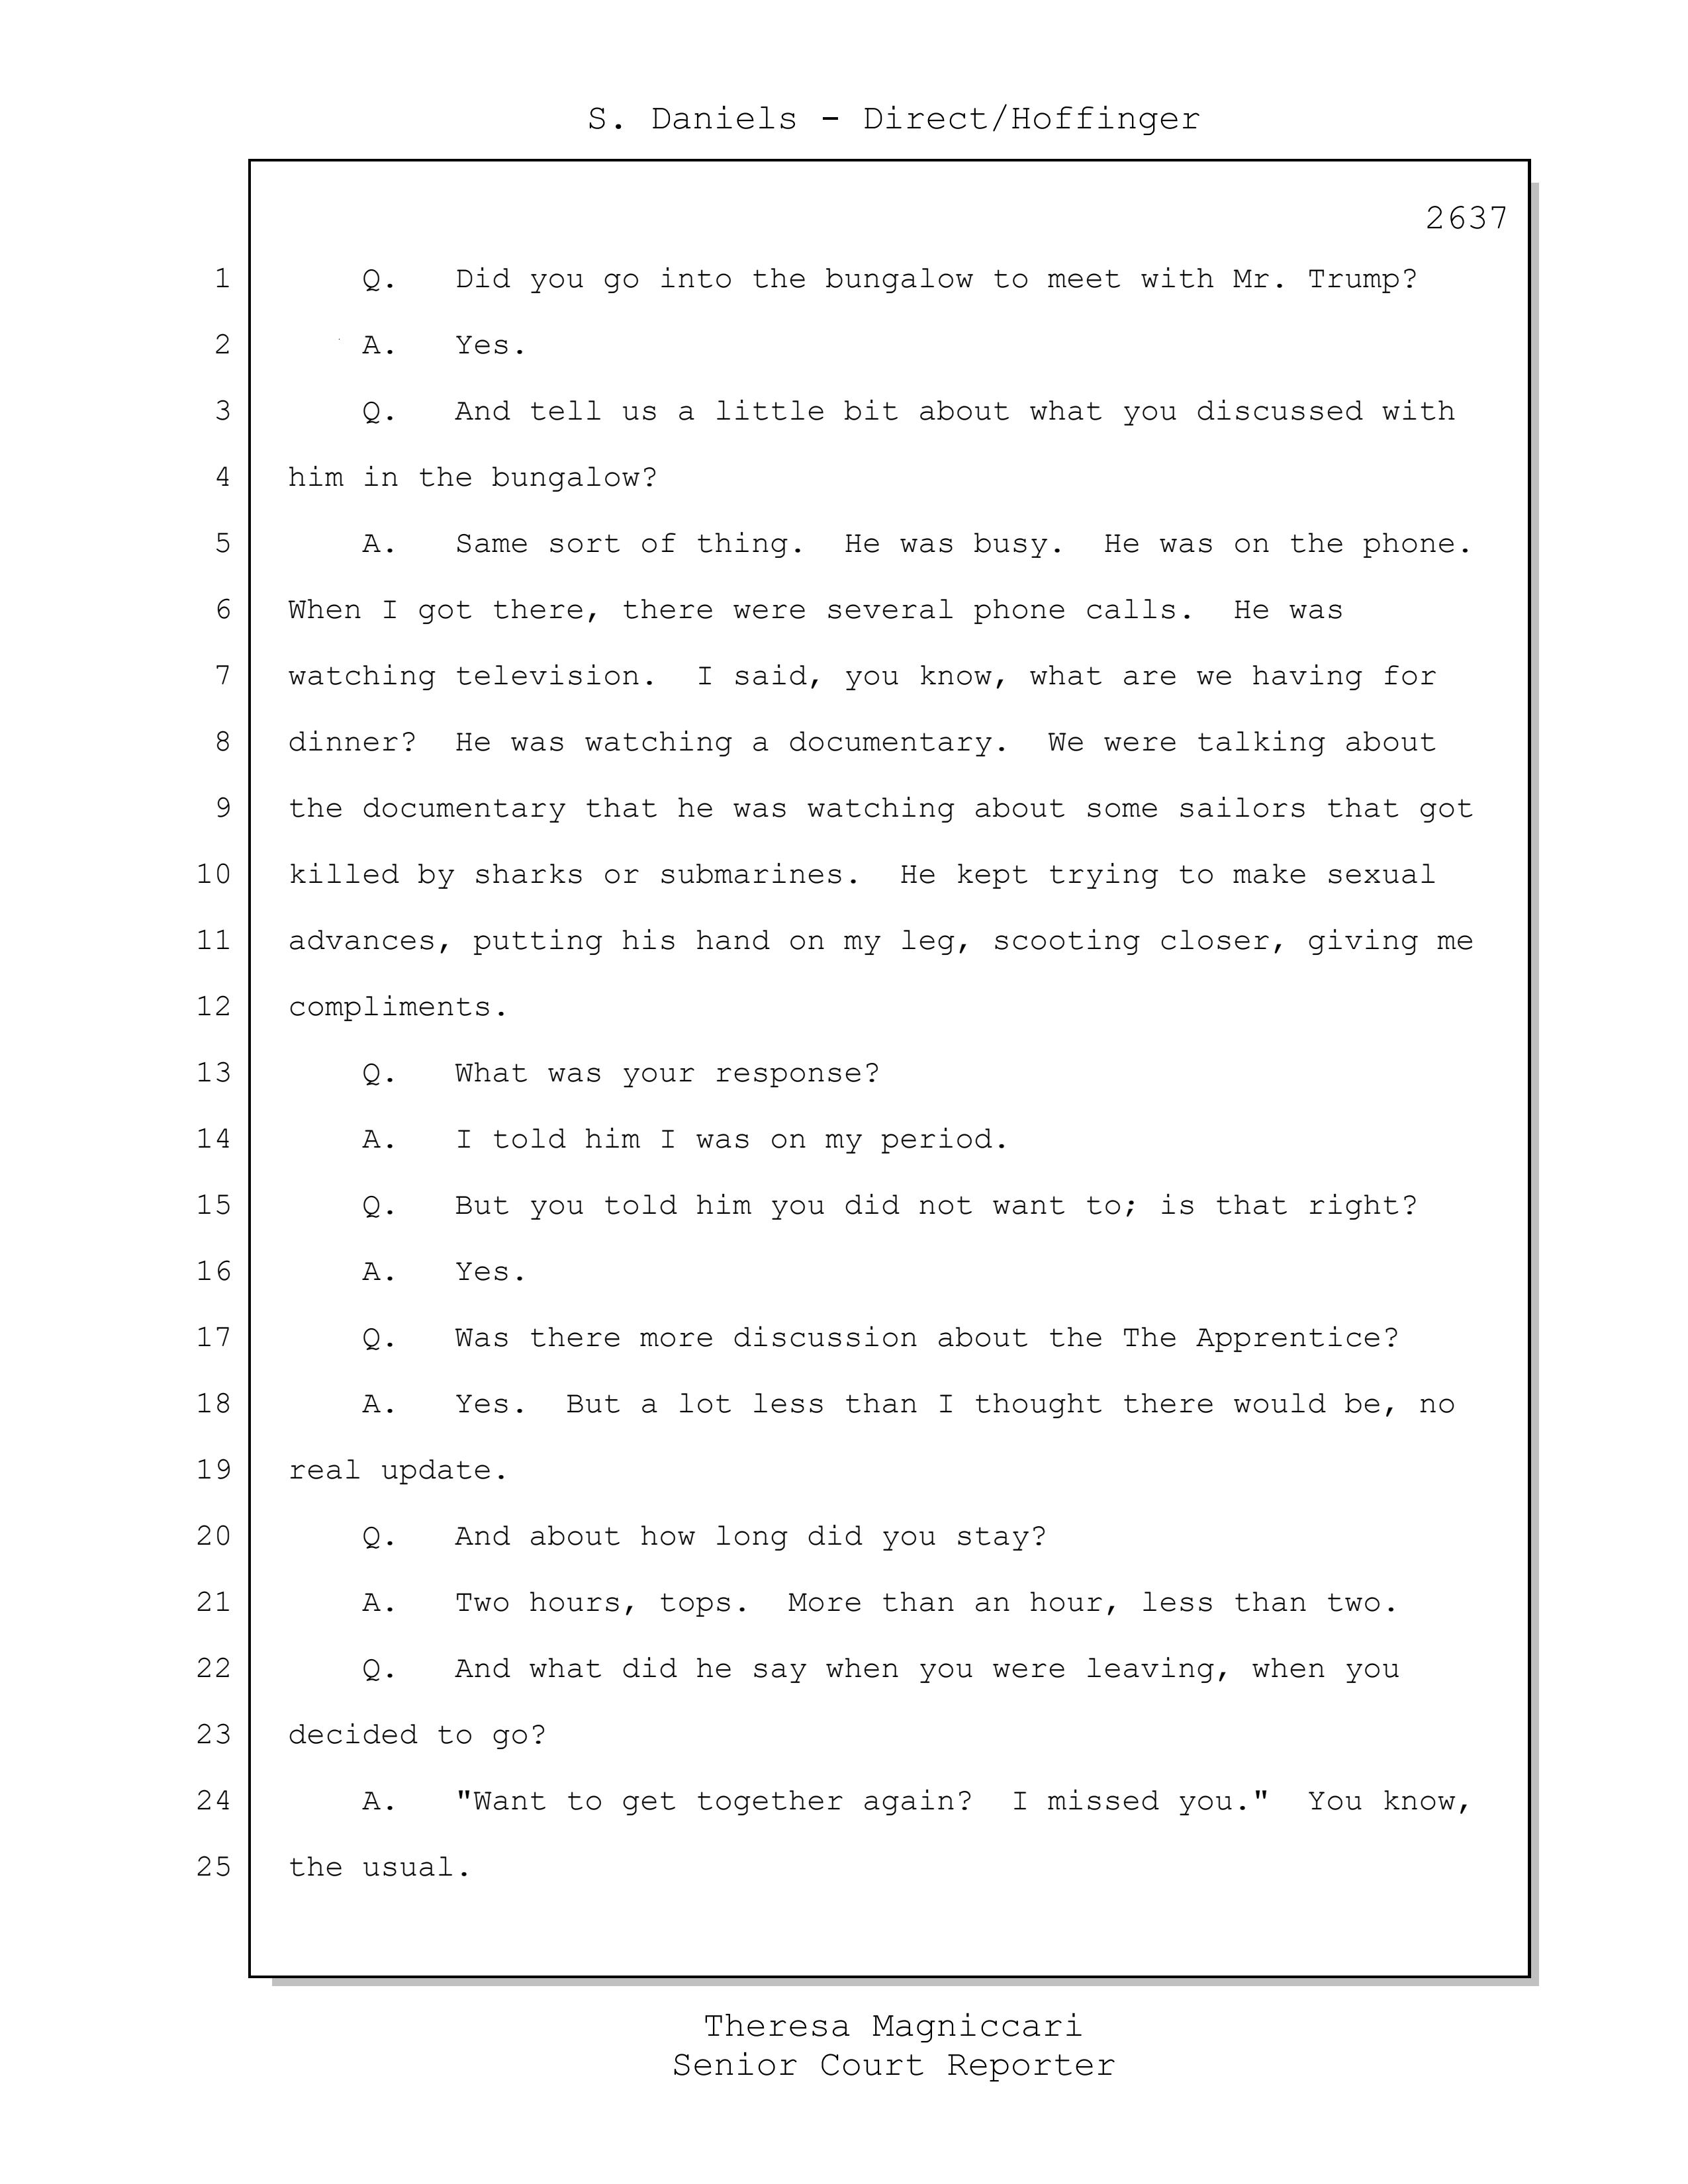 S. Daniels - Direct/Hoffinger
2637
1 Q. Did you go into the bungalow to meet with Mr. Trump?
2 A. Yes.
3 Q. And tell us a little bit about what you discussed with
4 him in the bungalow?
5 A. Same sort of thing. He was busy. He was on the phone.
6 When I got there, there were several phone calls. He was
7 watching television. I said, you know, what are we having for
8 dinner? He was watching a documentary. We were talking about
9 the documentary that he was watching about some sailors that got
10 killed by sharks or submarines. He kept trying to make sexual
11 advances, putting his hand on my leg, scooting closer, giving me
12 compliments.
13 Q. What was your response?
14 A. I told him I was on my period.
15 Q. But you told him you did not want to; is that right?
16 A. Yes.
17 Q. Was there more discussion about the The Apprentice?
18 A. Yes. But a lot less than I thought there would be, no
19 real update.
20 Q. And about how long did you stay?
21 A. Two hours, tops. More than an hour, less than two.
22 Q. And what did he say when you were leaving, when you
23 decided to go?
24 A. "Want to get together again? I missed you." You know,
25 the usual.
Theresa Magniccari
Senior Court Reporter